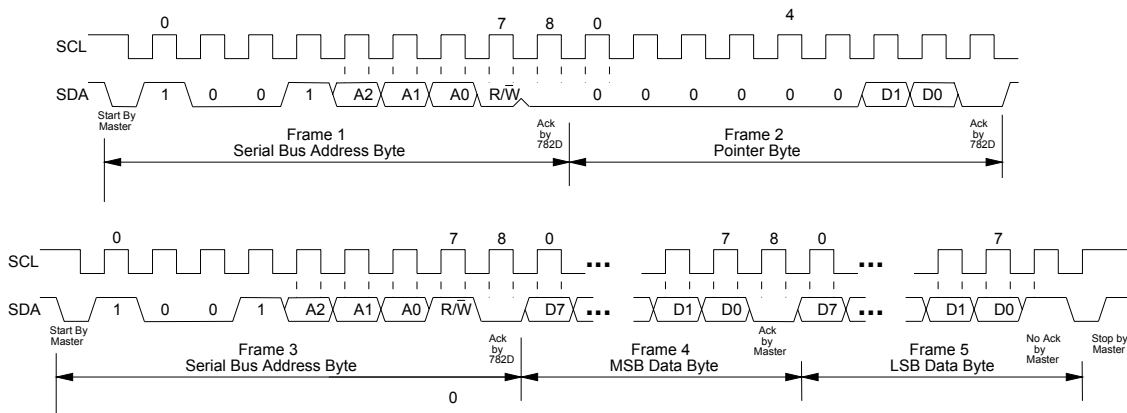 0 7 8 0 4
SCL
SDA 1 0 0 1 A2 A1 A0 R/W̅ 0 0 0 0 0 0 D1 D0
Start By
Master
Frame 1
Serial Bus Address Byte
Ack
by
782D
Frame 2
Pointer Byte
Ack
by
782D
0 7 8 0 7 8 0 7
SCL ... ...
SDA 1 0 0 1 A2 A1 A0 R/W̅ D7 ... D1 D0 D7 ... D1 D0
Start By
Master
Frame 3
Serial Bus Address Byte
Ack
by
782D
Frame 4
MSB Data Byte
Ack
by
Master
Frame 5
LSB Data Byte
No Ack
by
Master
Stop by
Master
0